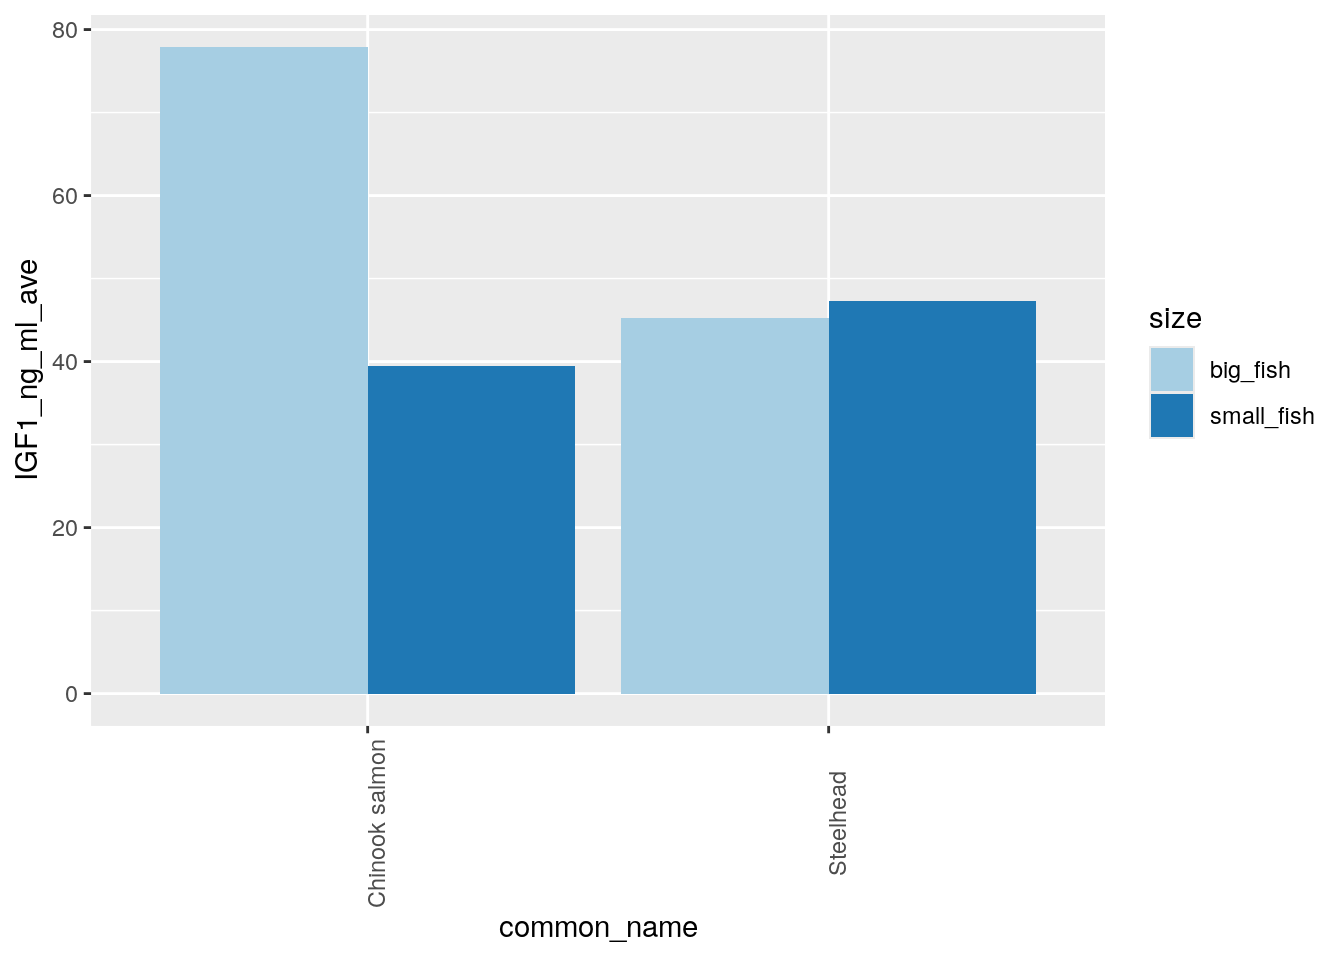 80
60
40
20
0
IGF1_ng_ml_ave
Chinook salmon
Steelhead
common_name
size
big_fish
small_fish